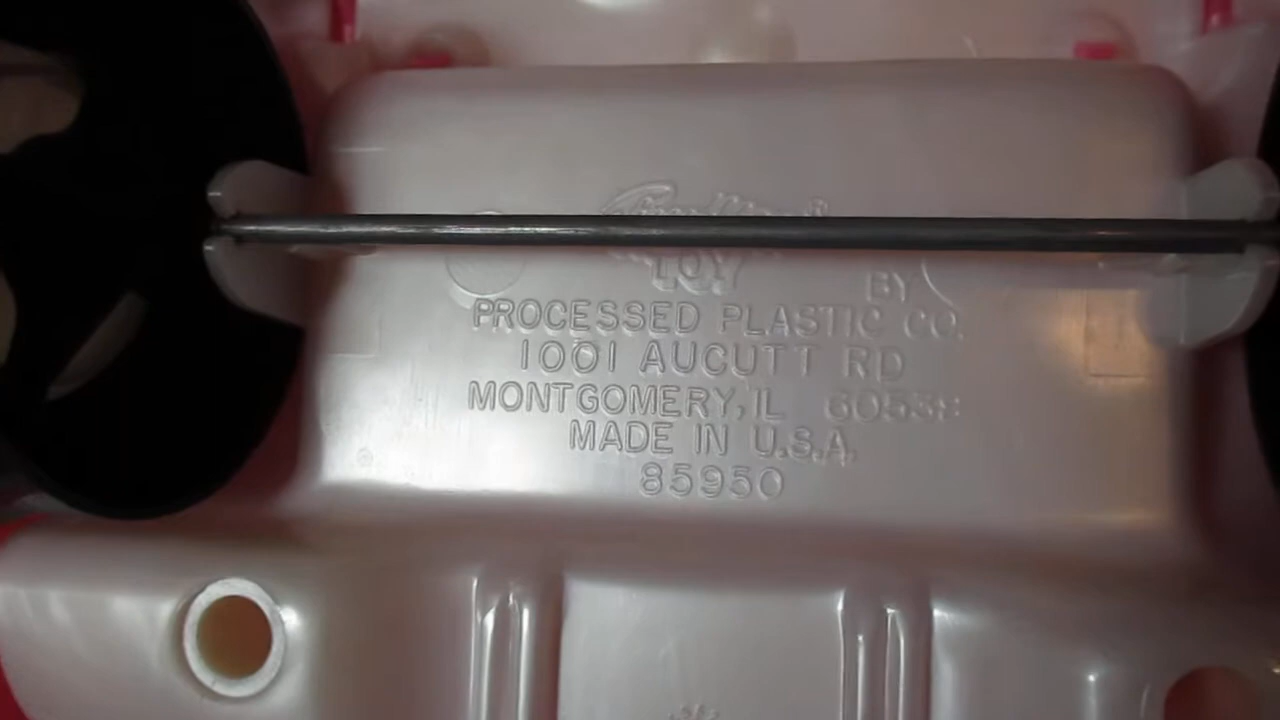 TOY
BY
PROCESSED PLASTIC CO.
1001 AUCUTT RD
MONTGOMERY, IL
MADE IN U.S.A.
85950